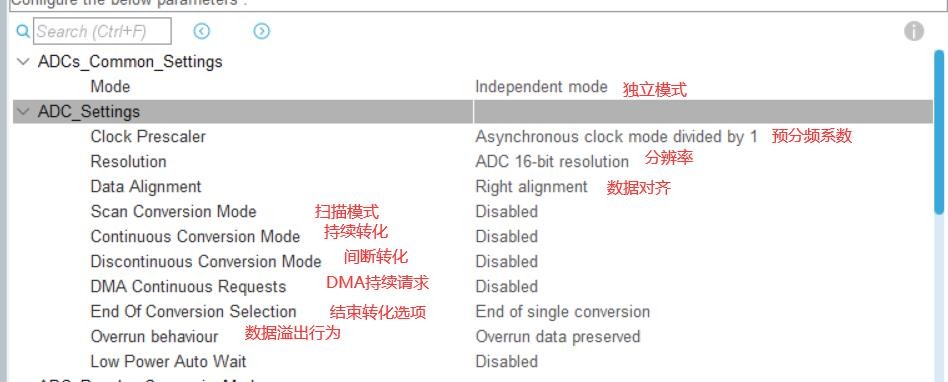 Configure the below parameters :
Search (Ctrl+F)
ADCs_Common_Settings
Mode Independent mode 独立模式
ADC_Settings
Clock Prescaler Asynchronous clock mode divided by 1 预分频系数
Resolution ADC 16-bit resolution 分辨率
Data Alignment Right alignment 数据对齐
Scan Conversion Mode 扫描模式 Disabled
Continuous Conversion Mode 持续转化 Disabled
Discontinuous Conversion Mode 间断转化 Disabled
DMA Continuous Requests DMA持续请求 Disabled
End Of Conversion Selection 结束转化选项 End of single conversion
Overrun behaviour 数据溢出行为 Overrun data preserved
Low Power Auto Wait Disabled